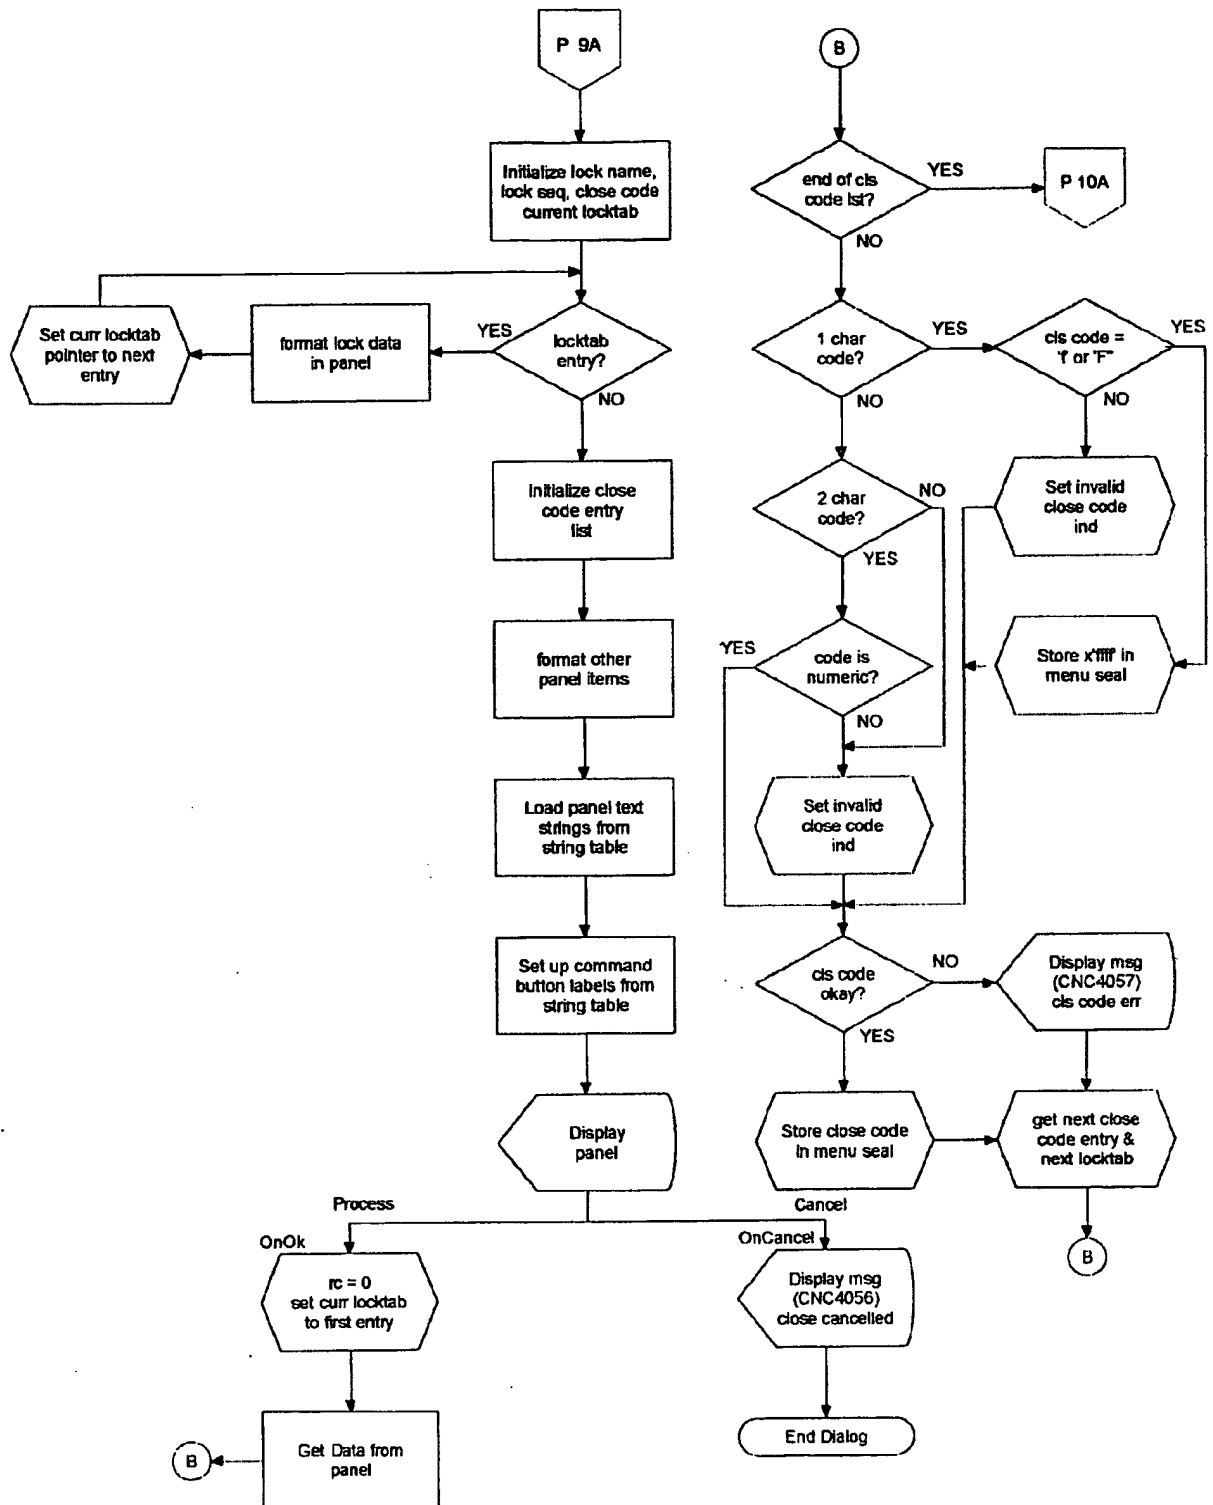 P 9A
Initialize lock name,
lock seq, close code
current locktab
locktab
entry?
YES
NO
format lock data
in panel
Set curr locktab
pointer to next
entry
Initialize close
code entry
list
format other
panel items
Load panel text
strings from
string table
Set up command
button labels from
string table
Display
panel
Process
Cancel
OnOk
OnCancel
rc = 0
set curr locktab
to first entry
Display msg
(CNC4056)
close cancelled
Get Data from
panel
B
End Dialog
B
end of cls
code lst?
YES
NO
P 10A
1 char
code?
YES
NO
cls code =
'f' or 'F'
YES
NO
Set invalid
close code
ind
Store x'ffff' in
menu seal
2 char
code?
NO
YES
code is
numeric?
YES
NO
Set invalid
close code
ind
cls code
okay?
NO
YES
Display msg
(CNC4057)
cls code err
Store close code
in menu seal
get next close
code entry &
next locktab
B